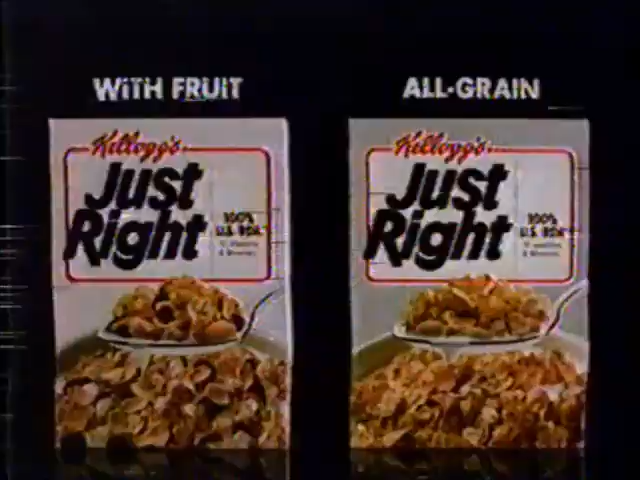 WITH FRUIT
ALL-GRAIN
Kellogg's
Just
Right
100%
U.S. RDA
Kellogg's
Just
Right
100%
U.S. RDA